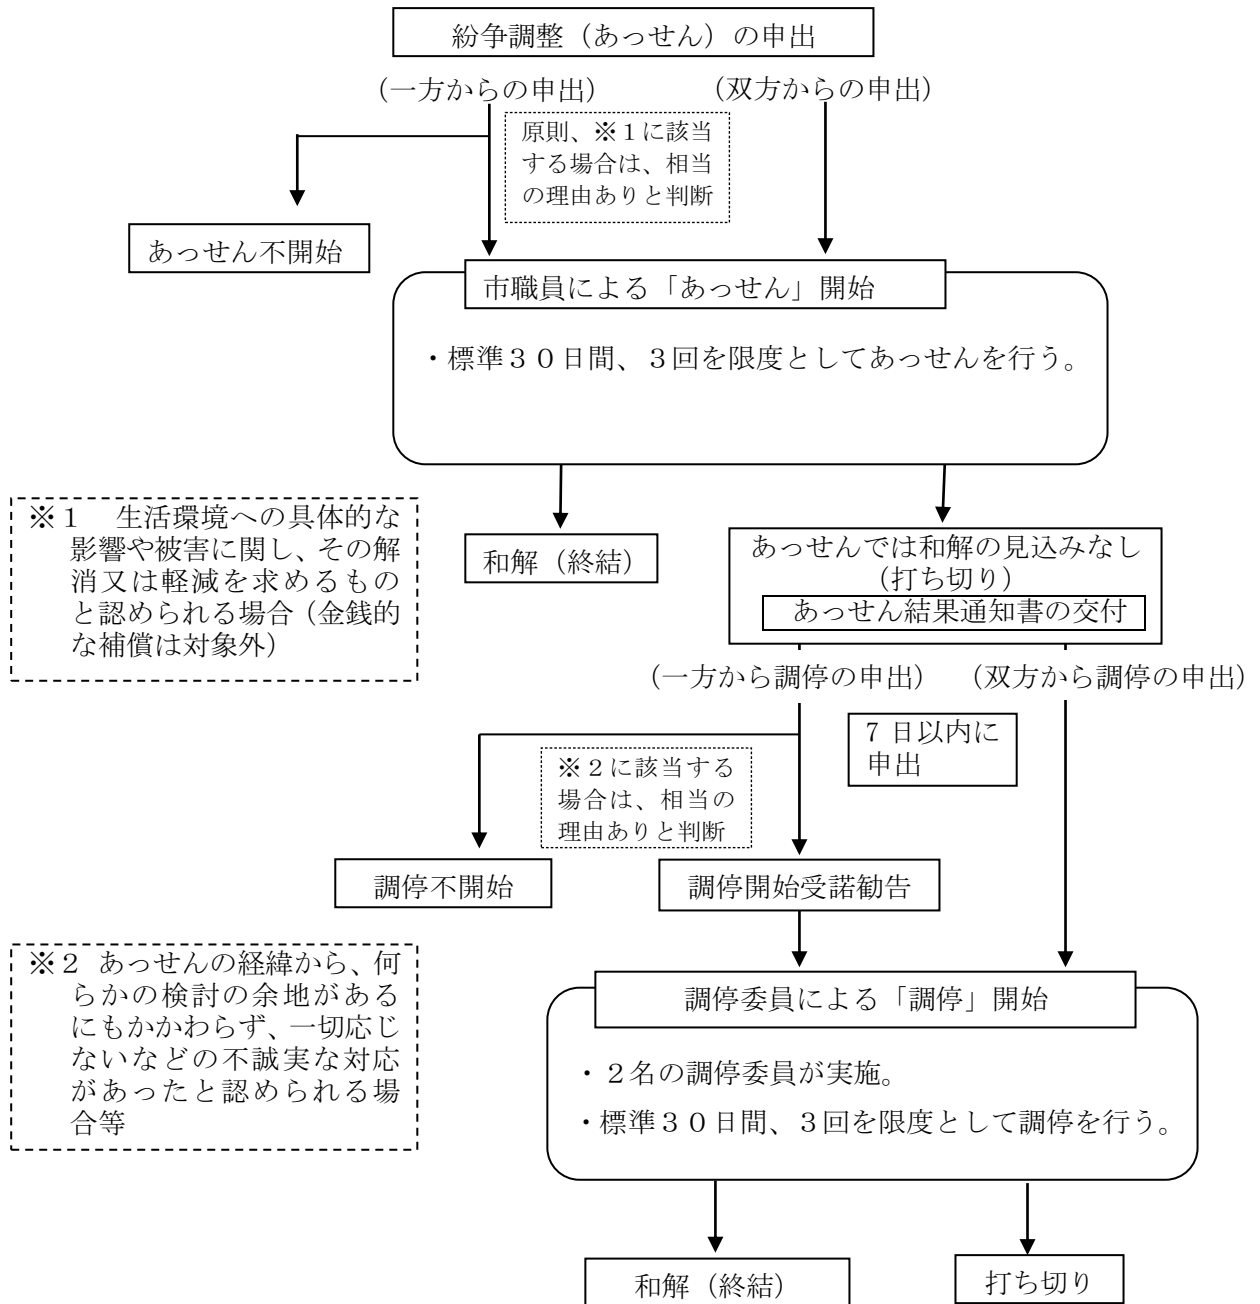 紛争調整（あっせん）の申出
（一方からの申出）
（双方からの申出）
原則、※１に該当
する場合は、相当
の理由ありと判断
あっせん不開始
市職員による「あっせん」開始
・標準３０日間、３回を限度としてあっせんを行う。
※１　生活環境への具体的な
影響や被害に関し、その解
消又は軽減を求めるもの
と認められる場合（金銭的
な補償は対象外）
和解（終結）
あっせんでは和解の見込みなし
（打ち切り）
あっせん結果通知書の交付
（一方から調停の申出）
（双方から調停の申出）
７日以内に
申出
※２に該当する
場合は、相当の
理由ありと判断
調停不開始
調停開始受諾勧告
※２ あっせんの経緯から、何
らかの検討の余地がある
にもかかわらず、一切応じ
ないなどの不誠実な対応
があったと認められる場
合等
調停委員による「調停」開始
・２名の調停委員が実施。
・標準３０日間、３回を限度として調停を行う。
和解（終結）
打ち切り